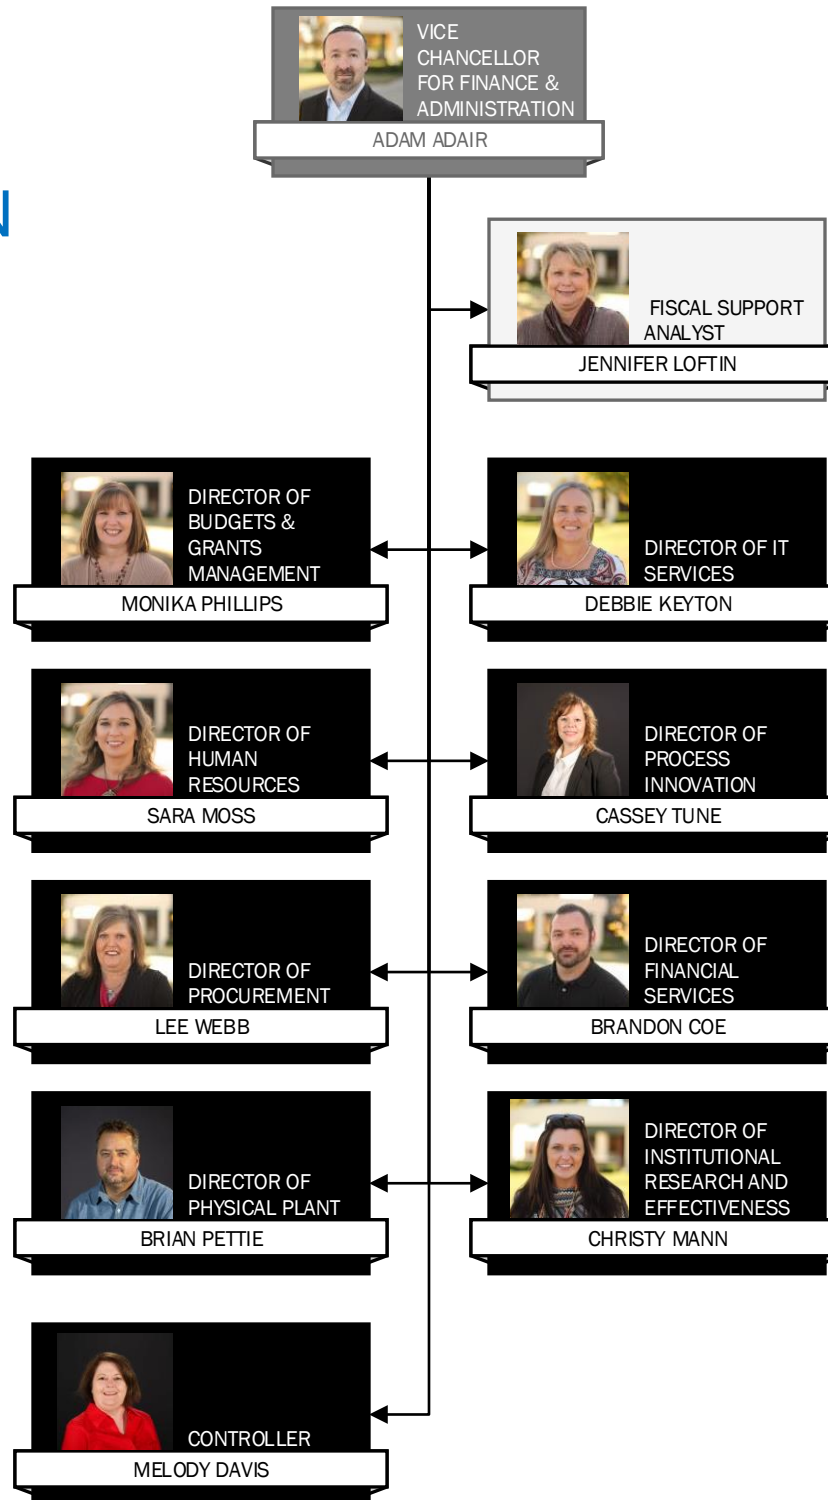 VICE
CHANCELLOR
FOR FINANCE &
ADMINISTRATION
ADAM ADAIR
N
FISCAL SUPPORT
ANALYST
JENNIFER LOFTIN
DIRECTOR OF
BUDGETS &
GRANTS
MANAGEMENT
MONIKA PHILLIPS
DIRECTOR OF IT
SERVICES
DEBBIE KEYTON
DIRECTOR OF
HUMAN
RESOURCES
SARA MOSS
DIRECTOR OF
PROCESS
INNOVATION
CASSEY TUNE
DIRECTOR OF
PROCUREMENT
LEE WEBB
DIRECTOR OF
FINANCIAL
SERVICES
BRANDON COE
DIRECTOR OF
PHYSICAL PLANT
BRIAN PETTIE
DIRECTOR OF
INSTITUTIONAL
RESEARCH AND
EFFECTIVENESS
CHRISTY MANN
CONTROLLER
MELODY DAVIS